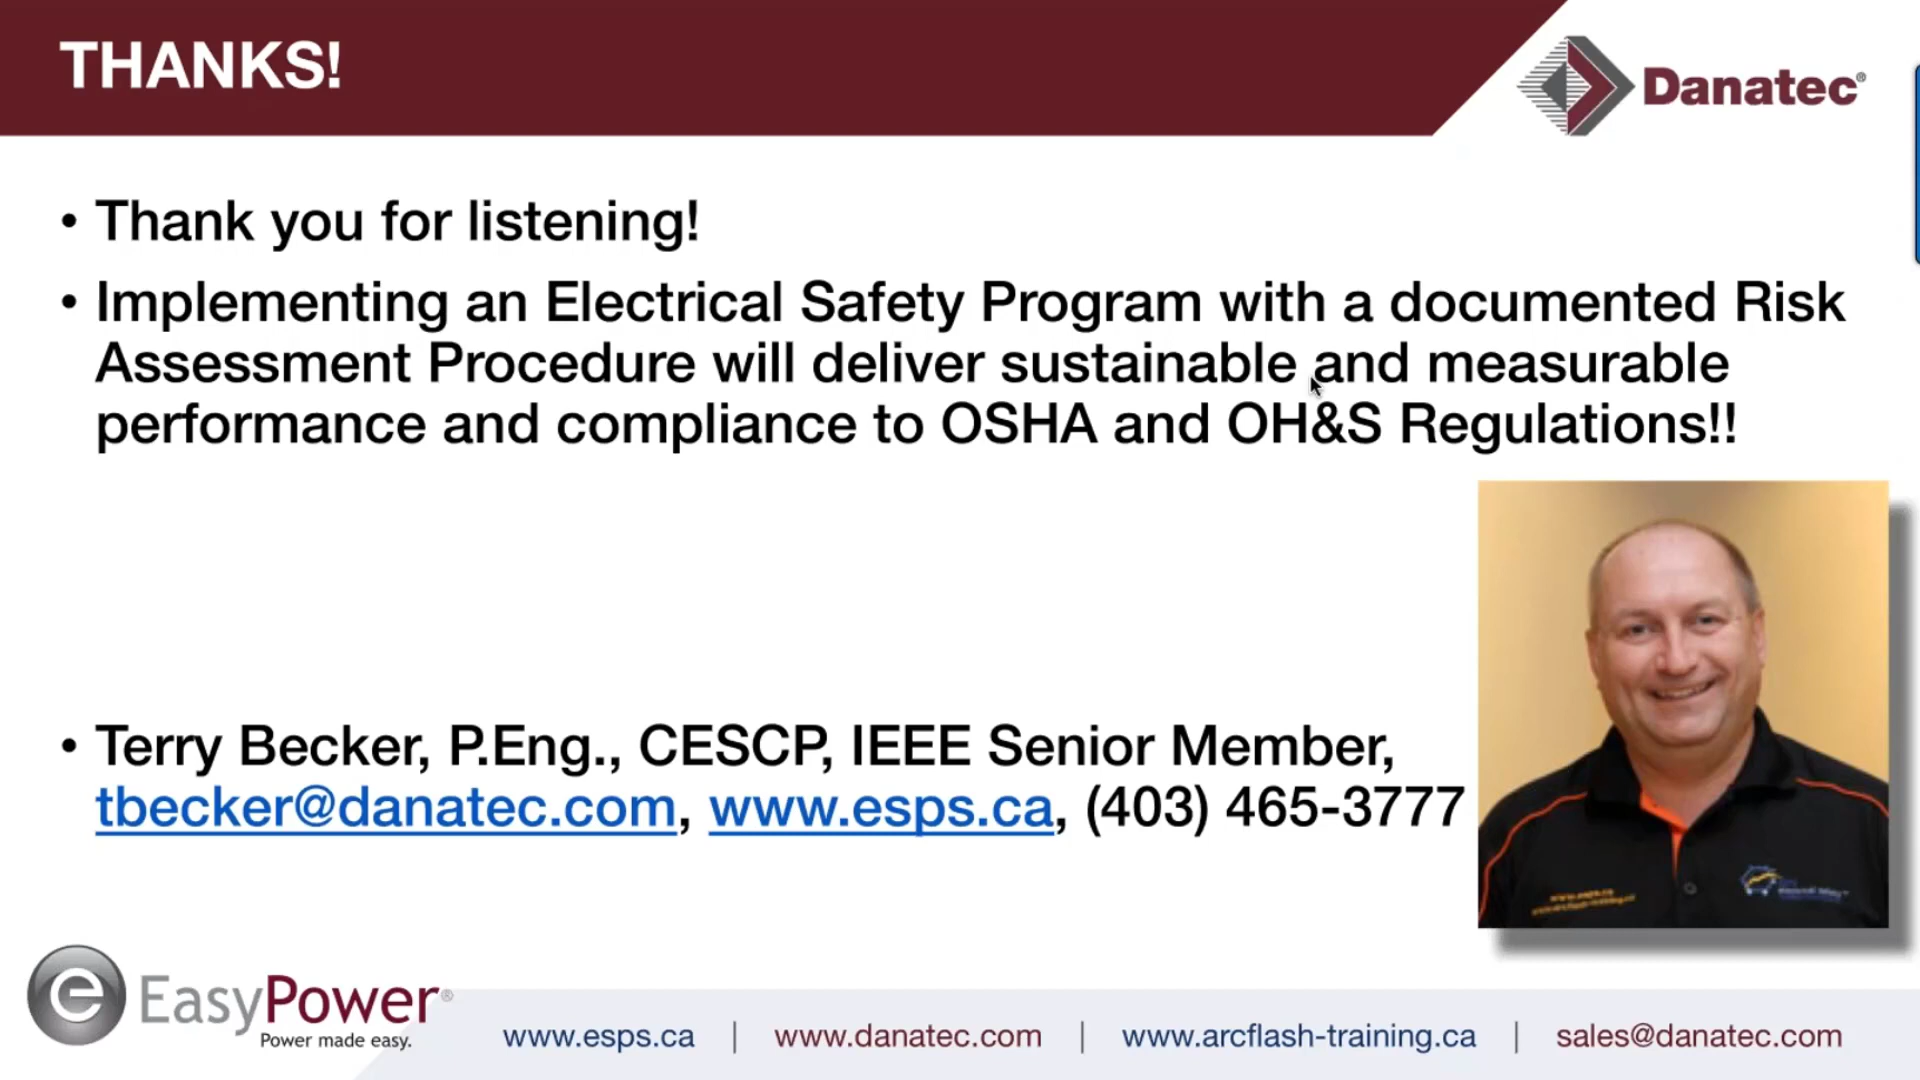 THANKS!
Danatec®
• Thank you for listening!
• Implementing an Electrical Safety Program with a documented Risk
Assessment Procedure will deliver sustainable and measurable
performance and compliance to OSHA and OH&S Regulations!!
• Terry Becker, P.Eng., CESCP, IEEE Senior Member,
tbecker@danatec.com, www.esps.ca, (403) 465-3777
e EasyPower®
Power made easy.
www.esps.ca | www.danatec.com | www.arcflash-training.ca | sales@danatec.com